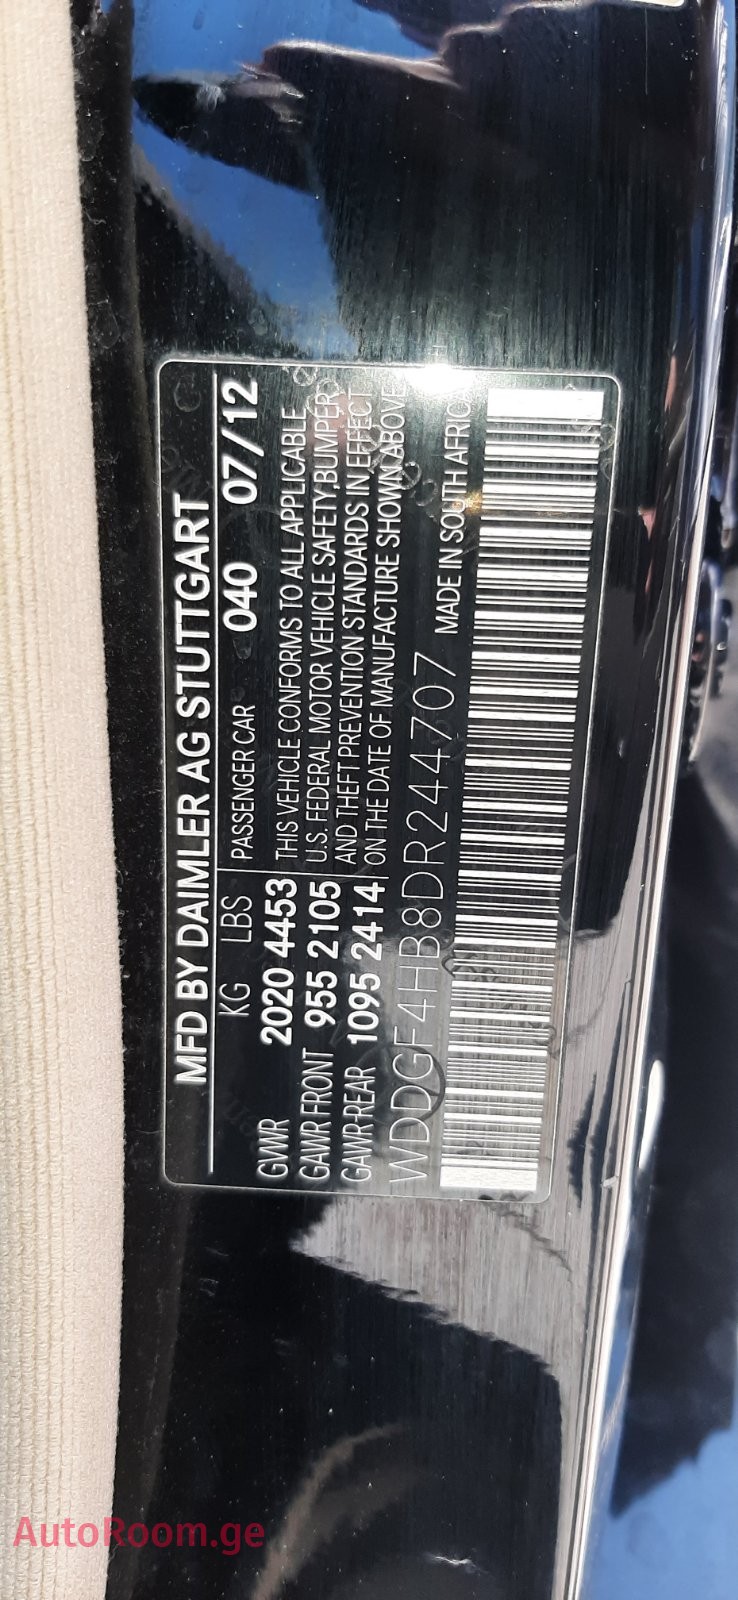 MFD BY DAIMLER AG STUTTGART
KG LBS PASSENGER CAR 040 07/12
GVWR 2020 4453 THIS VEHICLE CONFORMS TO ALL APPLICABLE
GAWR FRONT 955 2105 U.S. FEDERAL MOTOR VEHICLE SAFETY,BUMPER,
GAWR-REAR 1095 2414 AND THEFT PREVENTION STANDARDS IN EFFECT
ON THE DATE OF MANUFACTURE SHOWN ABOVE.
WDDGF4HB8DR244707 MADE IN SOUTH
AutoRoom.ge